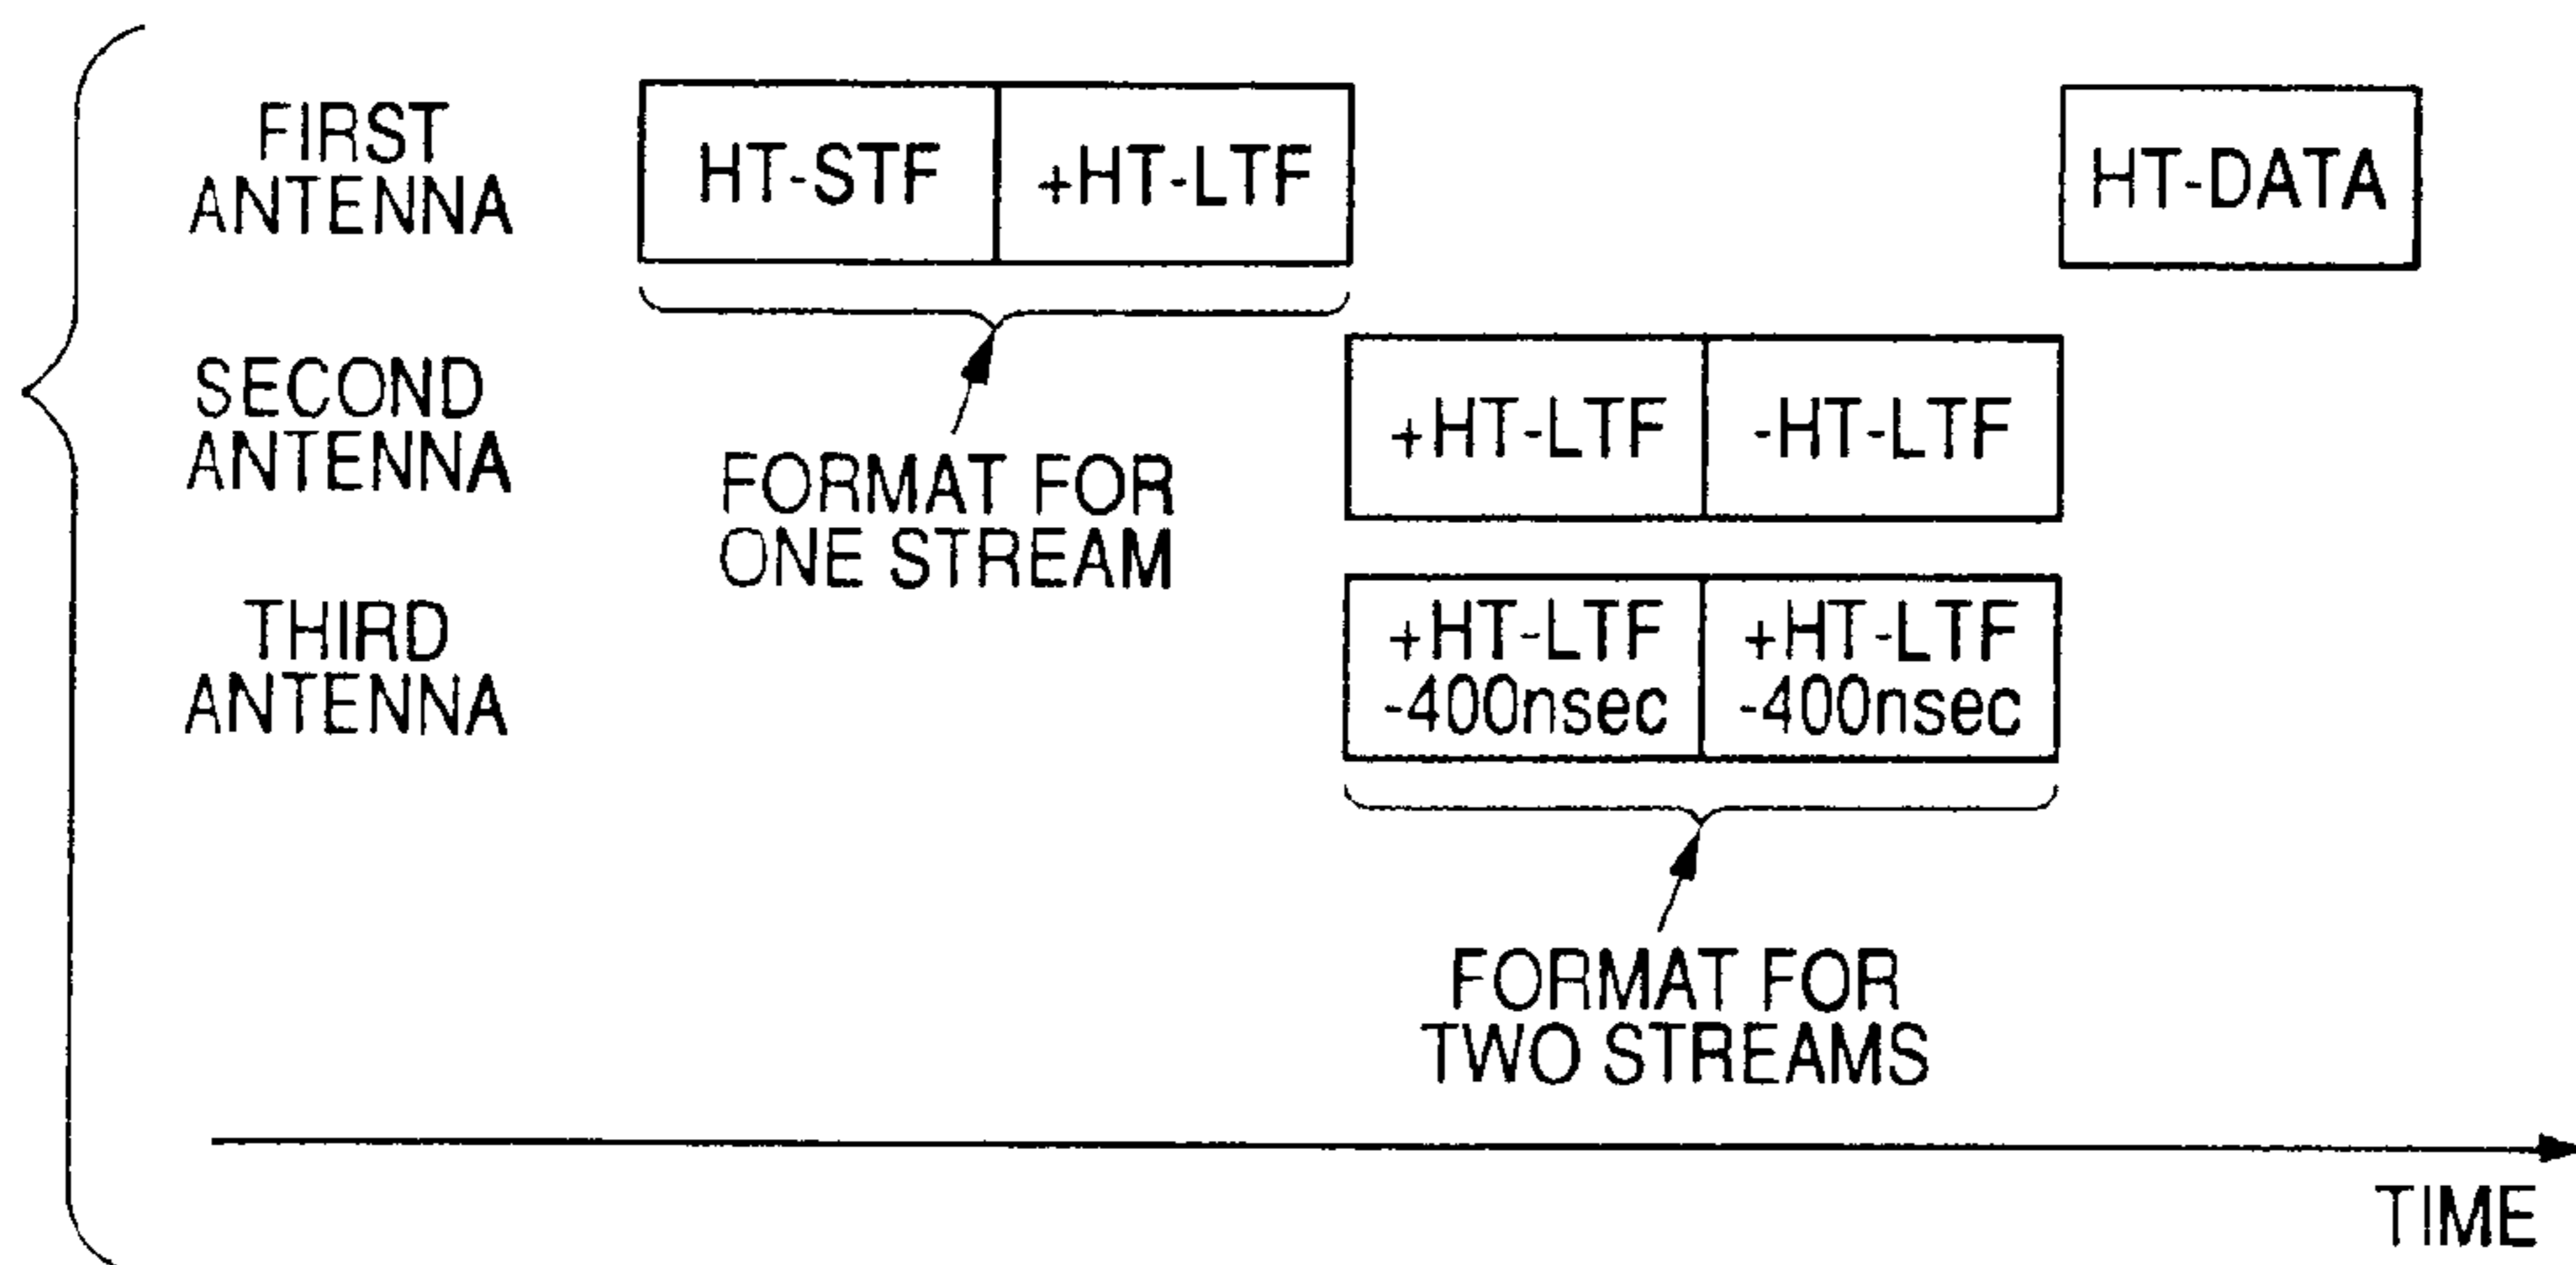 FIRST
ANTENNA
HT-STF
+HT-LTF
HT-DATA
FORMAT FOR
ONE STREAM
SECOND
ANTENNA
+HT-LTF
-HT-LTF
THIRD
ANTENNA
+HT-LTF
-400nsec
+HT-LTF
-400nsec
FORMAT FOR
TWO STREAMS
TIME